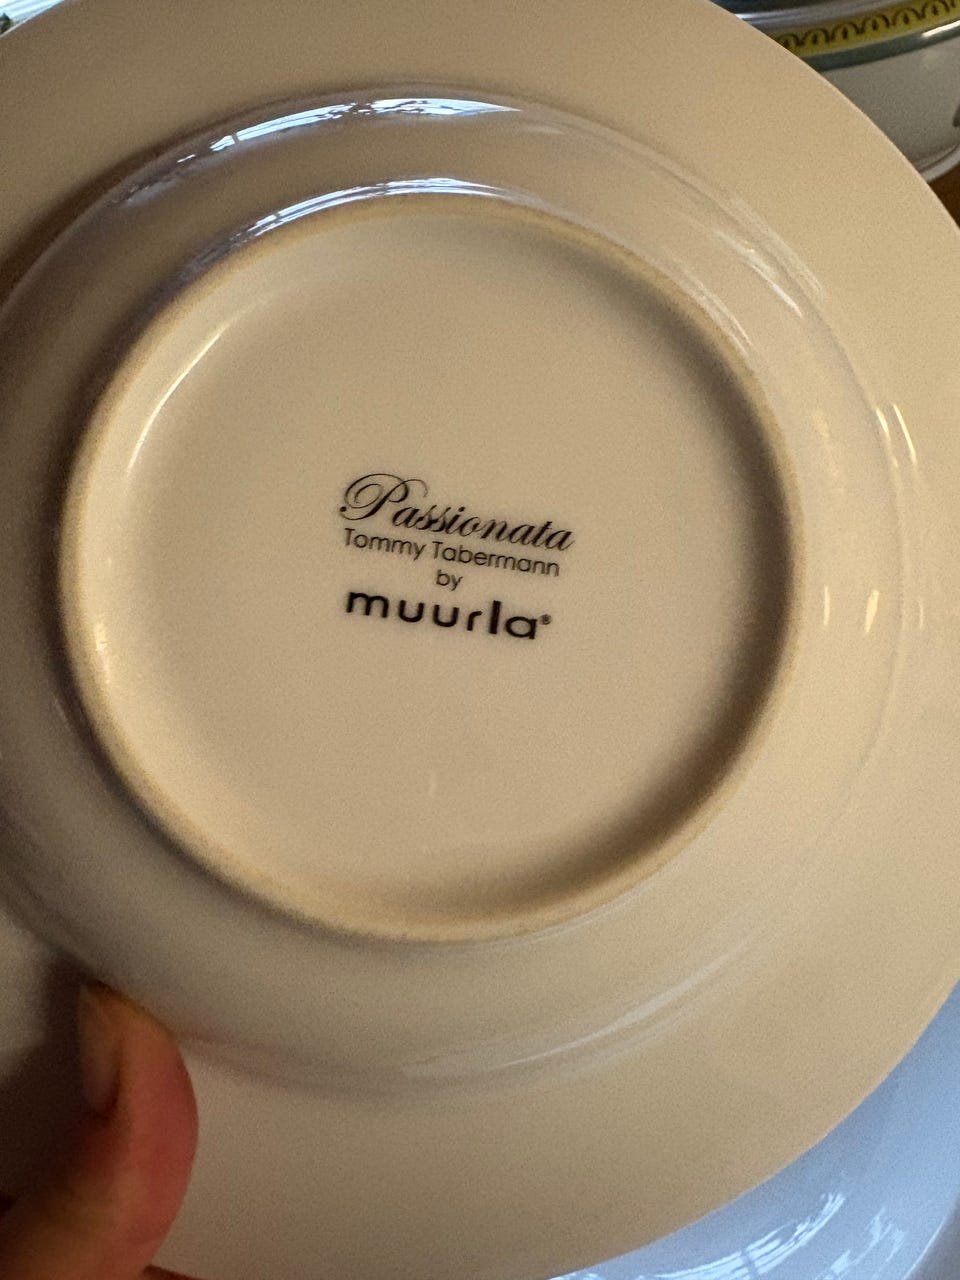 Passionata
Tommy Tabermann
by
muurla®